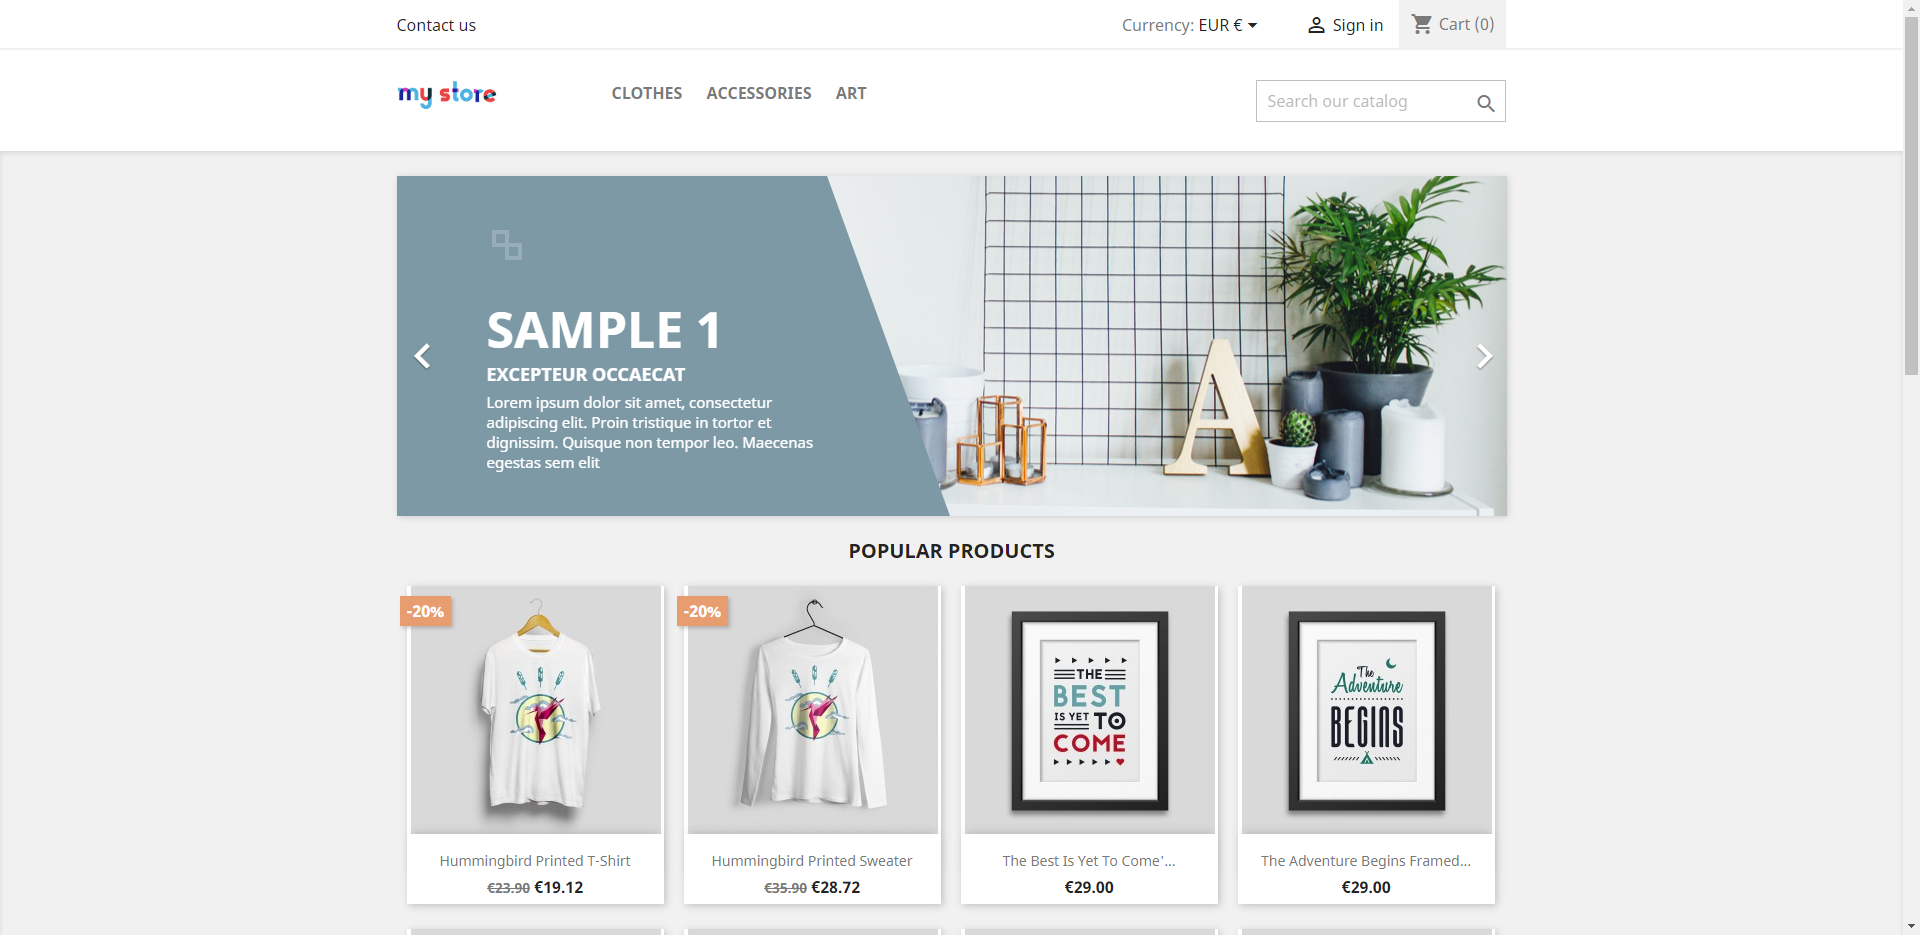 Contact us
Currency: EUR €
Sign in
Cart (0)
my store
CLOTHES
ACCESSORIES
ART
Search our catalog
SAMPLE 1
EXCEPTEUR OCCAECAT
Lorem ipsum dolor sit amet, consectetur
adipiscing elit. Proin tristique in tortor et
dignissim. Quisque non tempor leo. Maecenas
egestas sem elit
A
POPULAR PRODUCTS
-20%
Hummingbird Printed T-Shirt
€23.90 €19.12
-20%
Hummingbird Printed Sweater
€35.90 €28.72
THE
BEST
IS YET TO
COME
The Best Is Yet To Come'...
€29.00
The
Adventure
BEGINS
The Adventure Begins Framed...
€29.00